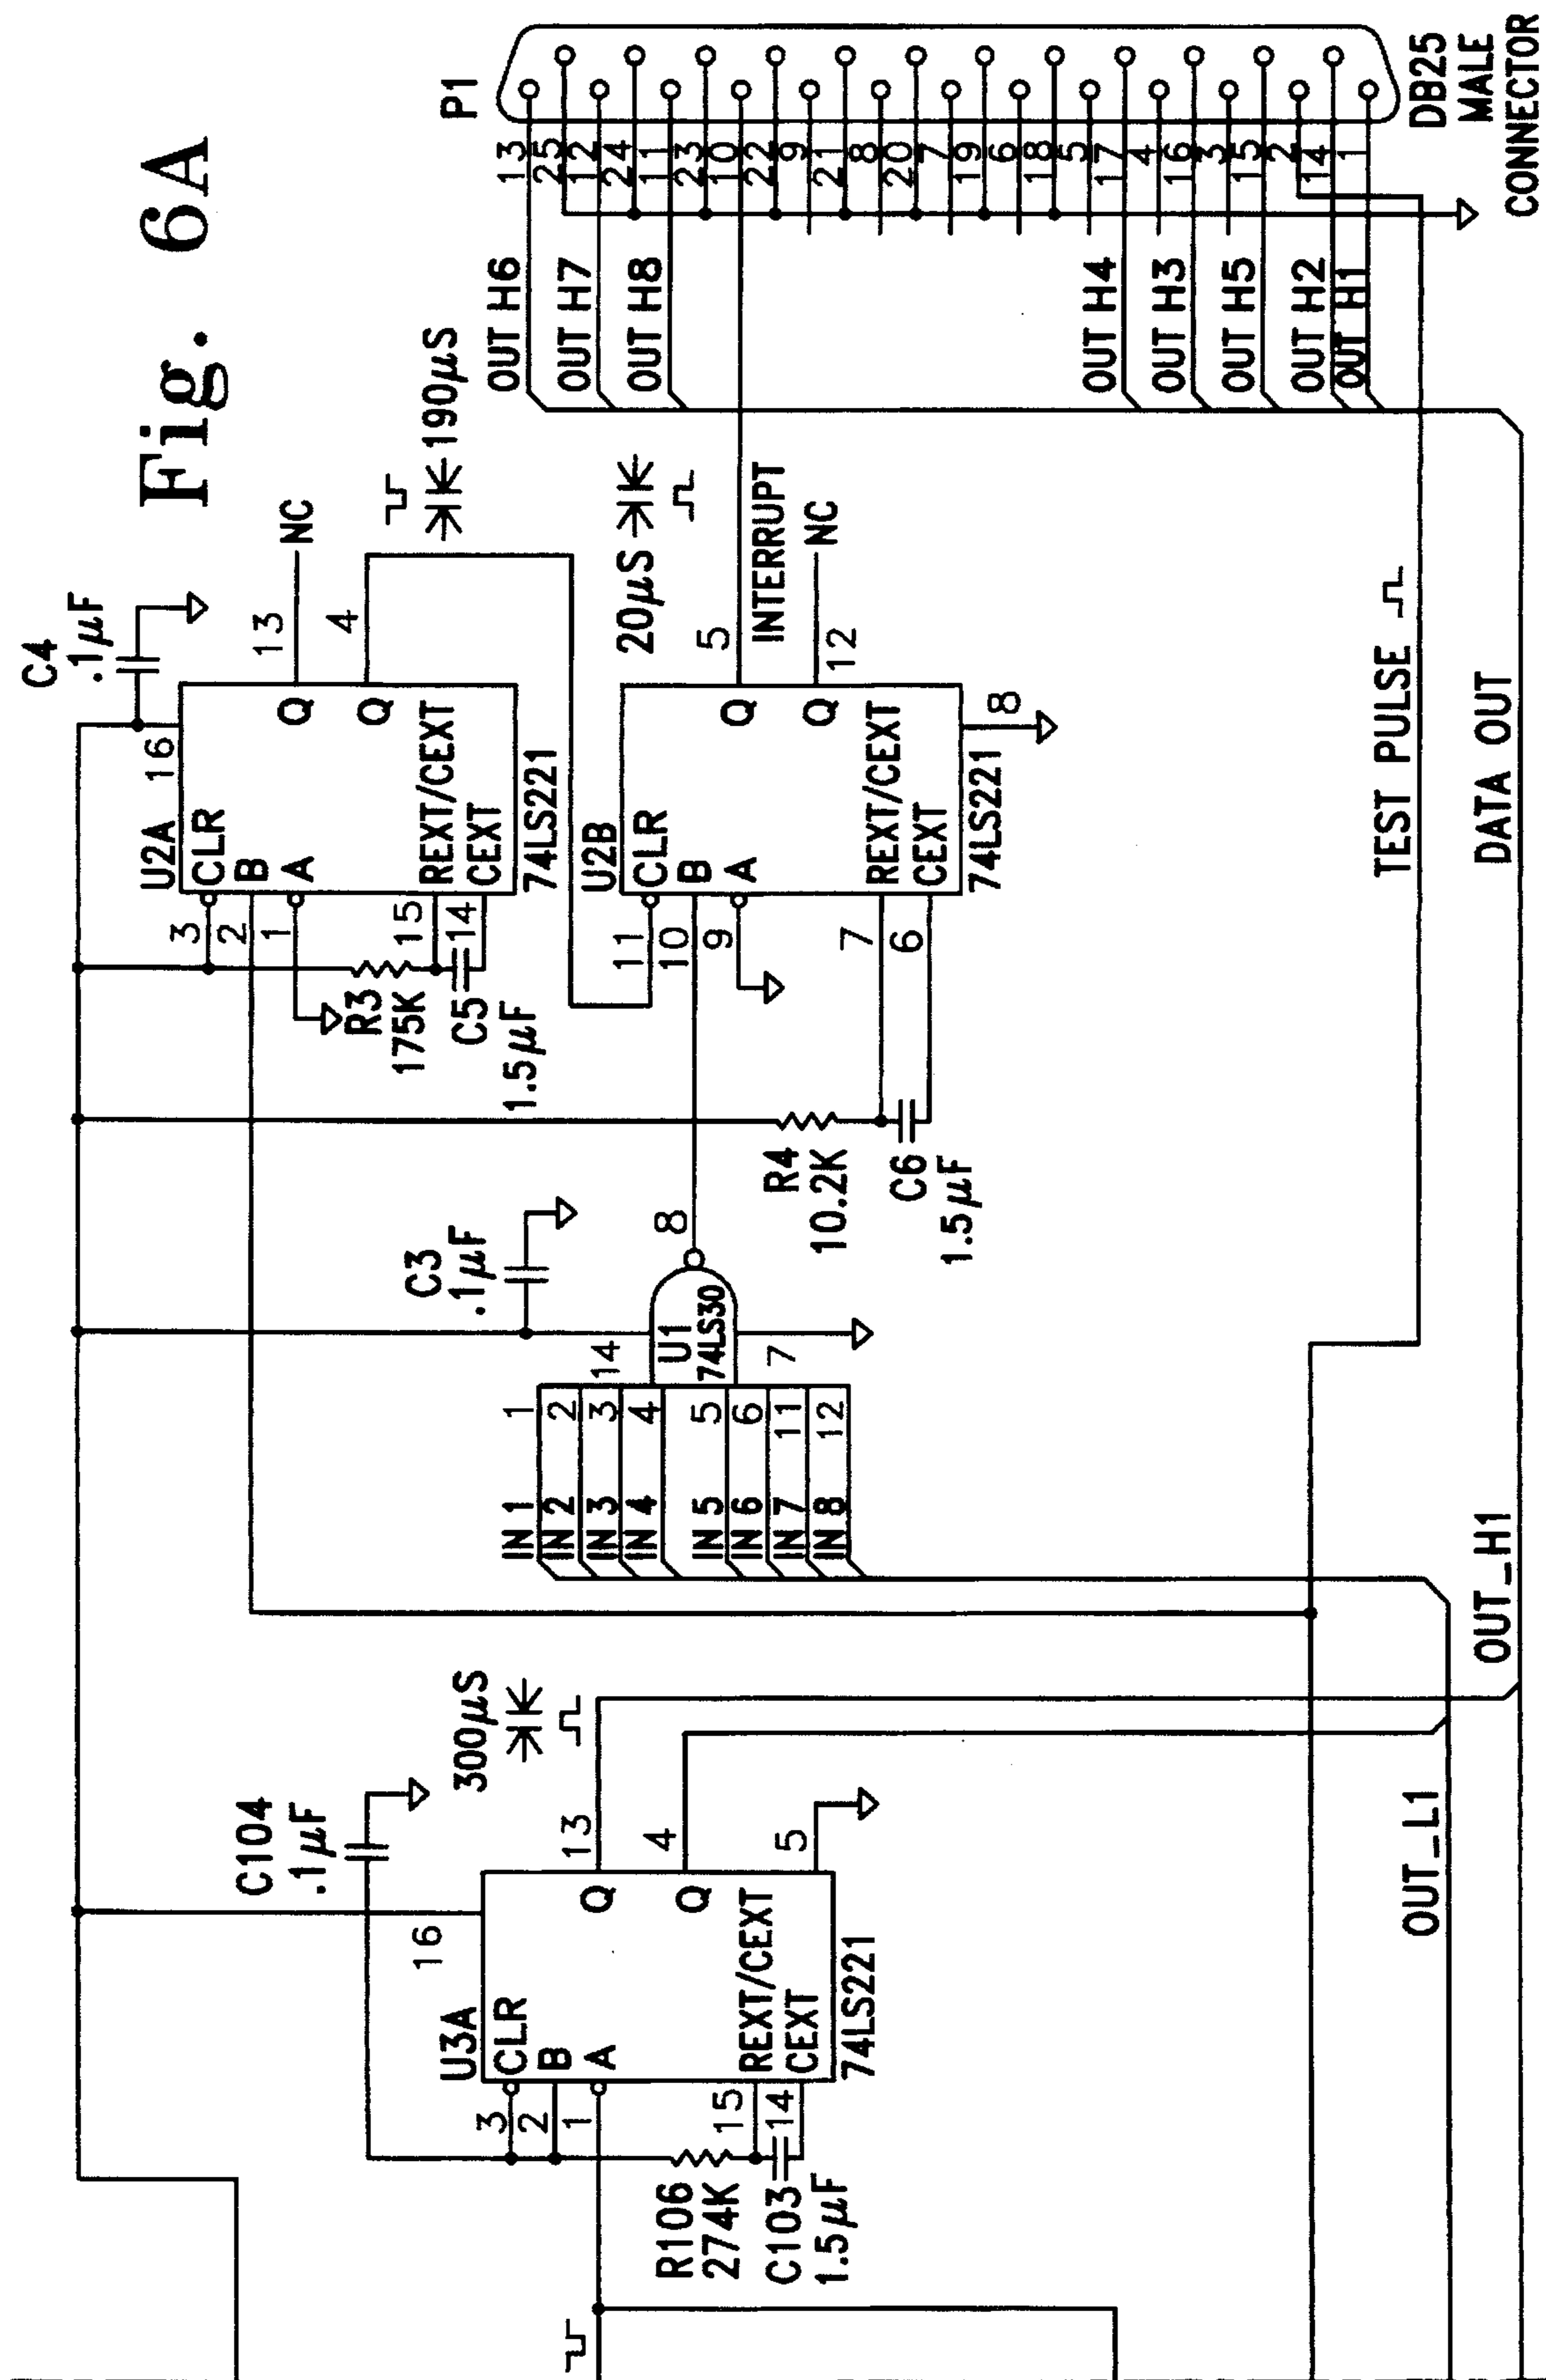 Fig. 6A
P1
13
25
12
24
11
23
10
22
9
21
8
20
7
19
6
18
5
17
4
16
3
15
2
14
1
DB25
MALE
CONNECTOR
OUT H6
OUT H7
OUT H8
OUT H4
OUT H3
OUT H5
OUT H2
OUT H1
190µS
20µS
INTERRUPT
NC
NC
C4
.1µF
13
4
5
12
16
U2A
CLR
B
A
Q
Q
REXT/CEXT
CEXT
74LS221
3
2
1
15
14
R3
175K
C5
1.5µF
U2B
CLR
B
A
Q
Q
REXT/CEXT
CEXT
74LS221
8
11
10
9
7
6
R4
10.2K
C6
1.5µF
TEST PULSE
DATA OUT
C3
.1µF
8
14
U1
74LS30
7
1
2
3
4
5
6
11
12
IN 1
IN 2
IN 3
IN 4
IN 5
IN 6
IN 7
IN 8
OUT_H1
300µS
C104
.1µF
13
4
5
OUT_L1
16
U3A
CLR
B
A
Q
Q
REXT/CEXT
CEXT
74LS221
3
2
1
15
14
R106
274K
C103
1.5µF